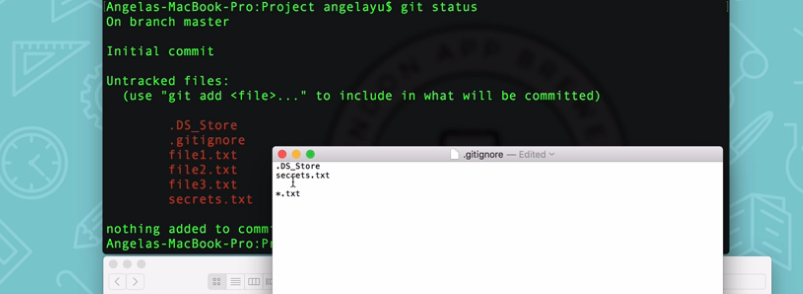 Angelas-MacBook-Pro:Project angelayu$ git status
On branch master
Initial commit
Untracked files:
(use "git add <file>..." to include in what will be committed)
.DS_Store
.gitignore
file1.txt
file2.txt
file3.txt
secrets.txt
nothing added to comm
Angelas-MacBook-Pro:Pr
.gitignore — Edited
.DS_Store
secrets.txt
*.txt